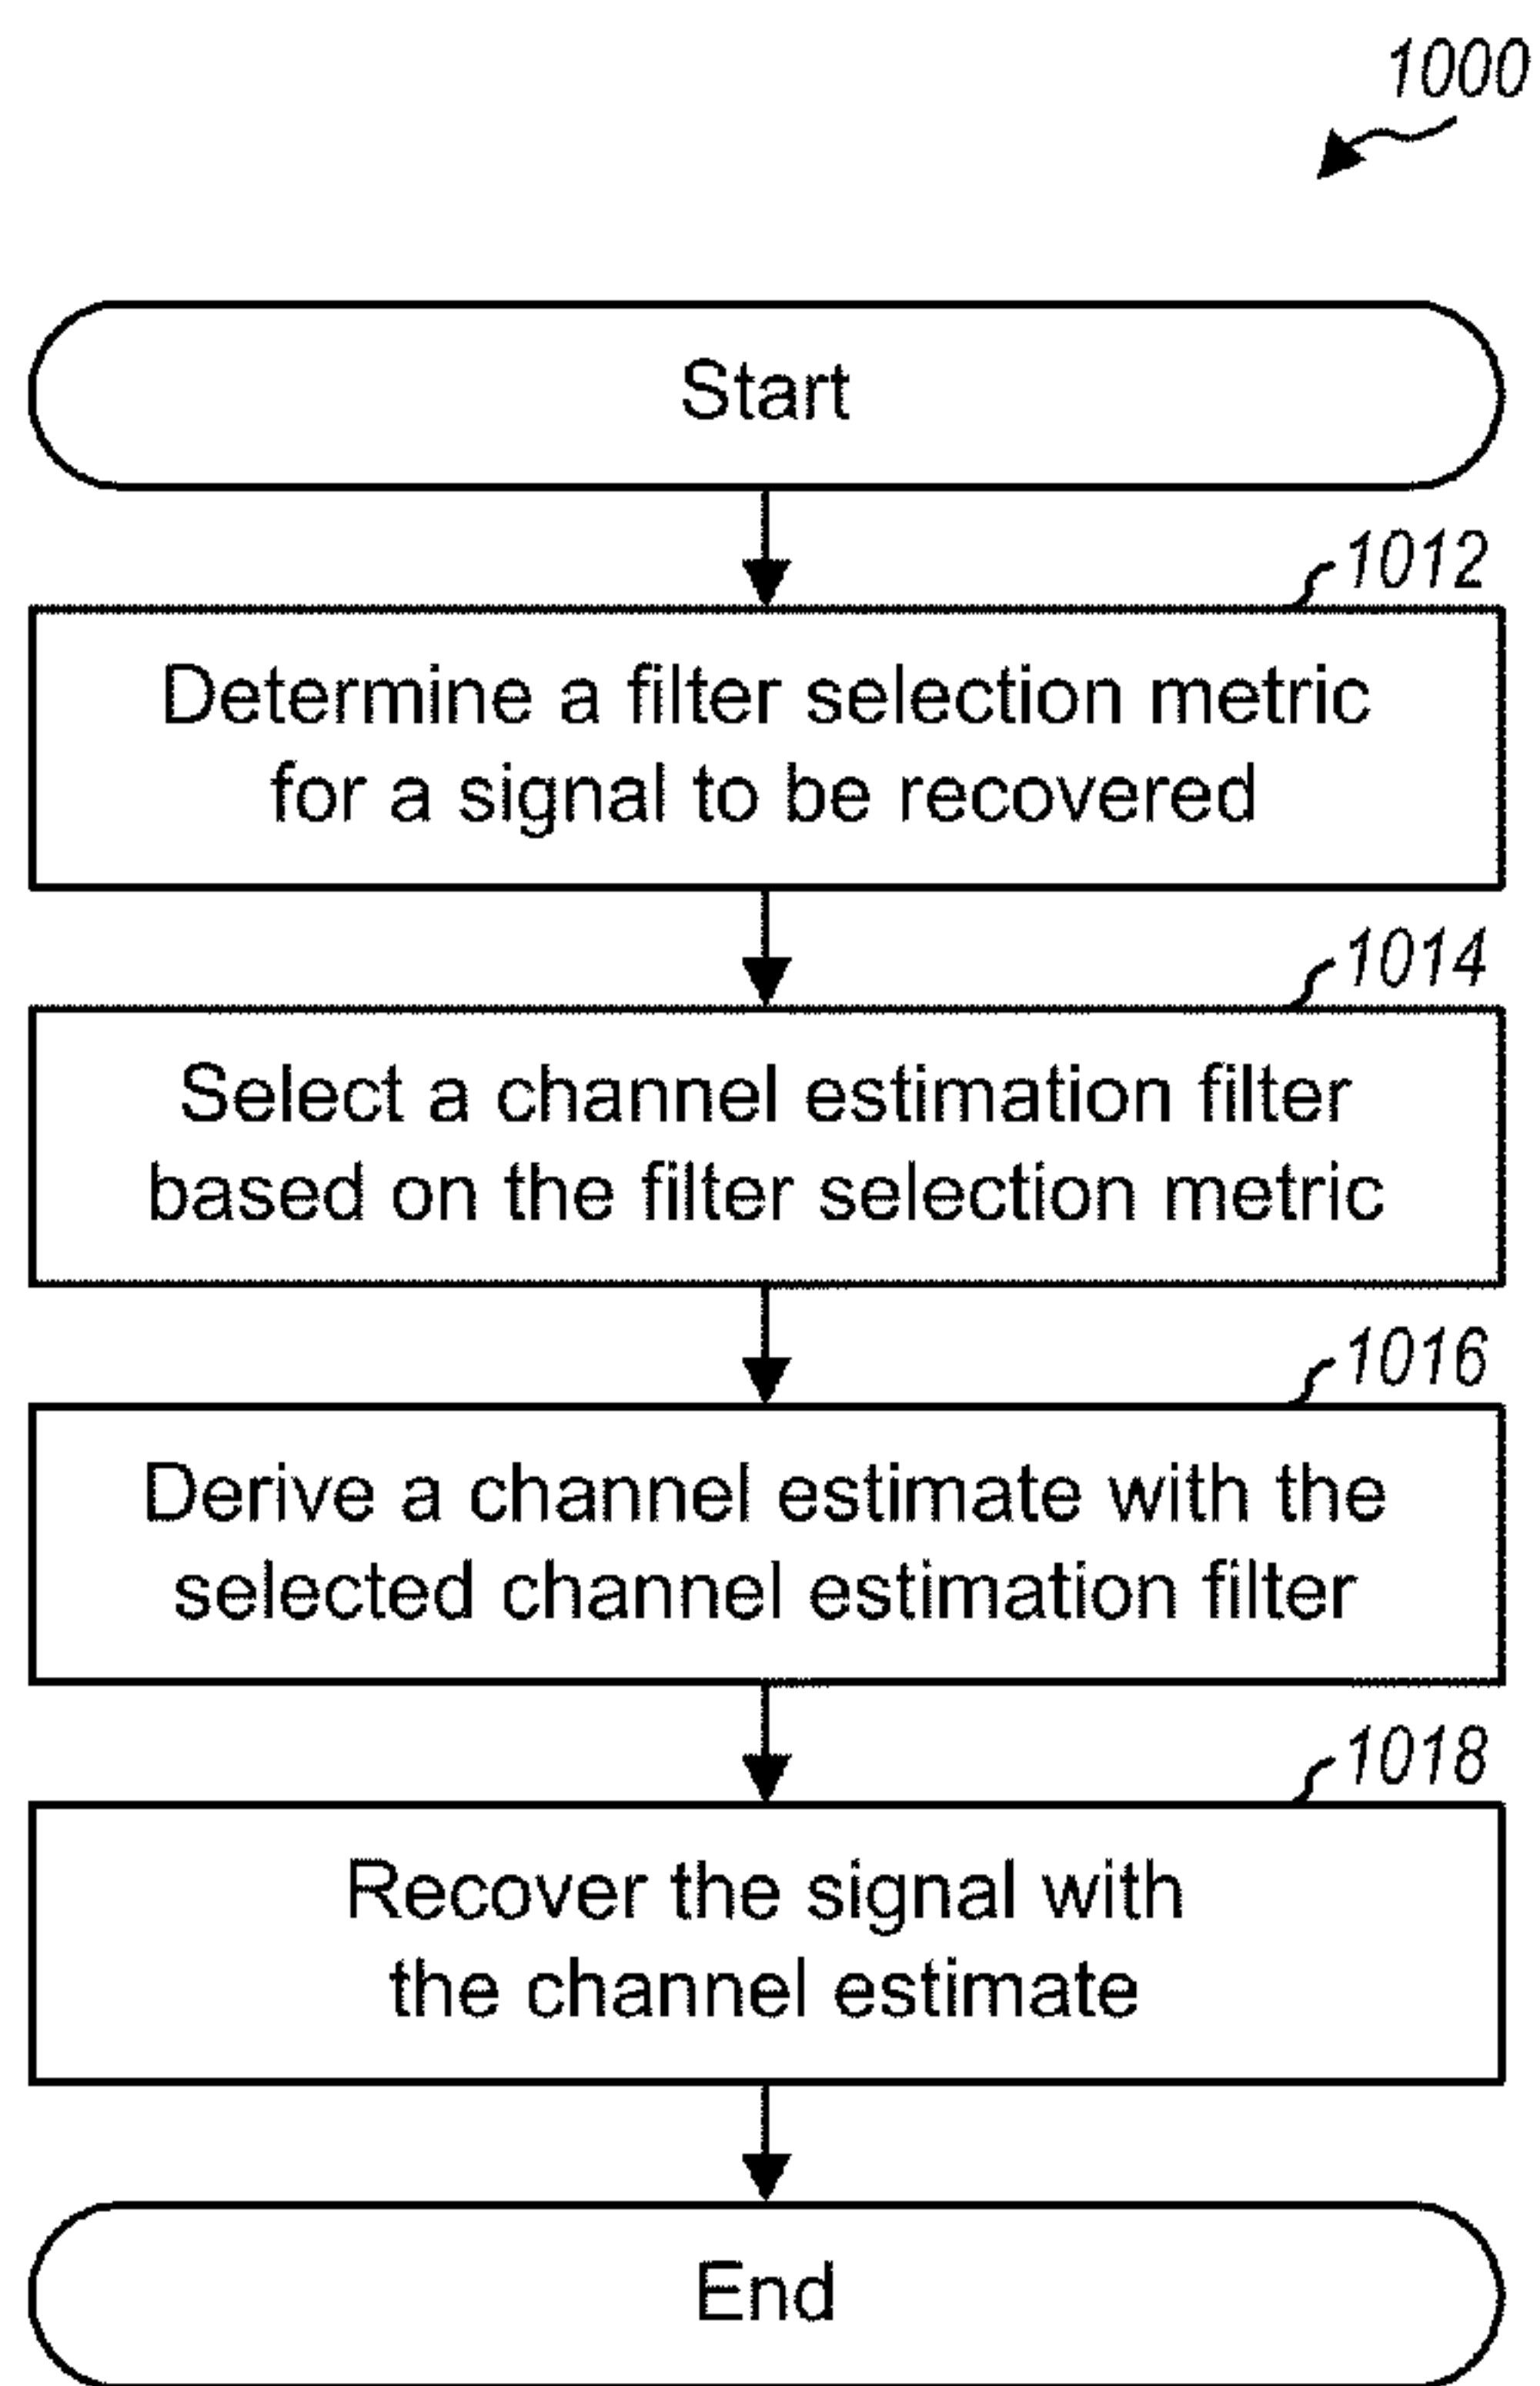 1000
Start
1012
Determine a filter selection metric
for a signal to be recovered
1014
Select a channel estimation filter
based on the filter selection metric
1016
Derive a channel estimate with the
selected channel estimation filter
1018
Recover the signal with
the channel estimate
End